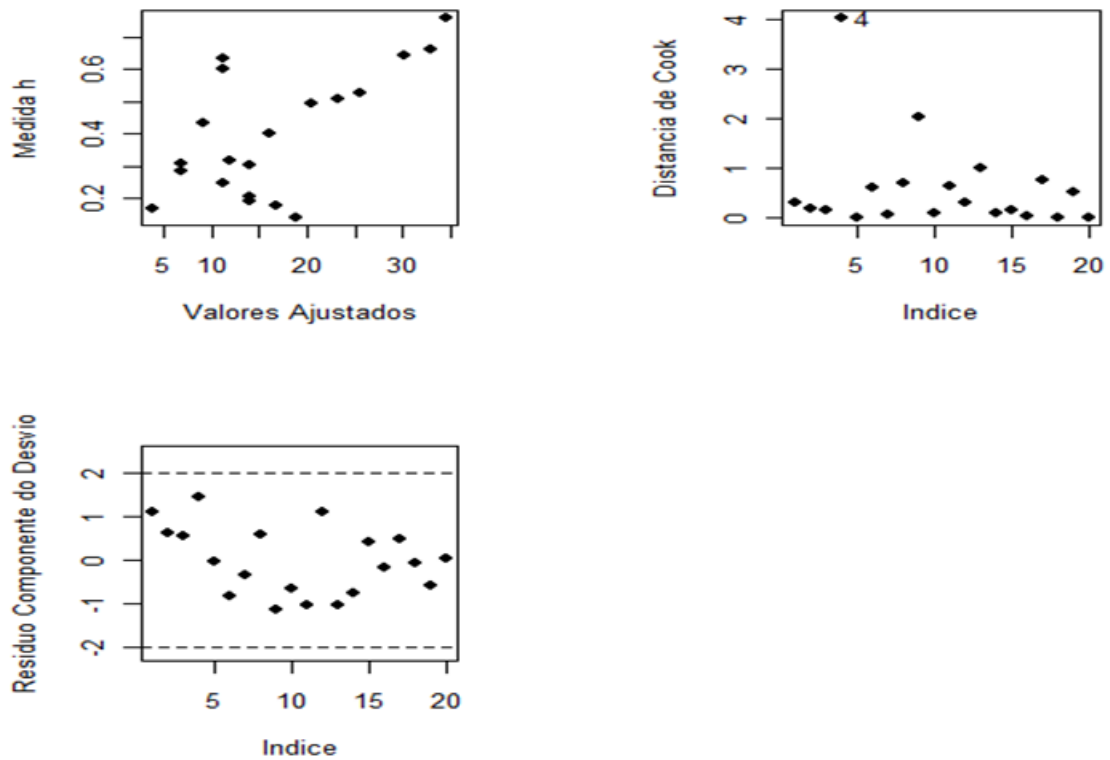 Medida h
0.2 0.4 0.6
5 10 20 30
Valores Ajustados
Distancia de Cook
0 1 2 3 4
4
5 10 15 20
Indice
Resíduo Componente do Desvio
-2 -1 0 1 2
5 10 15 20
Indice